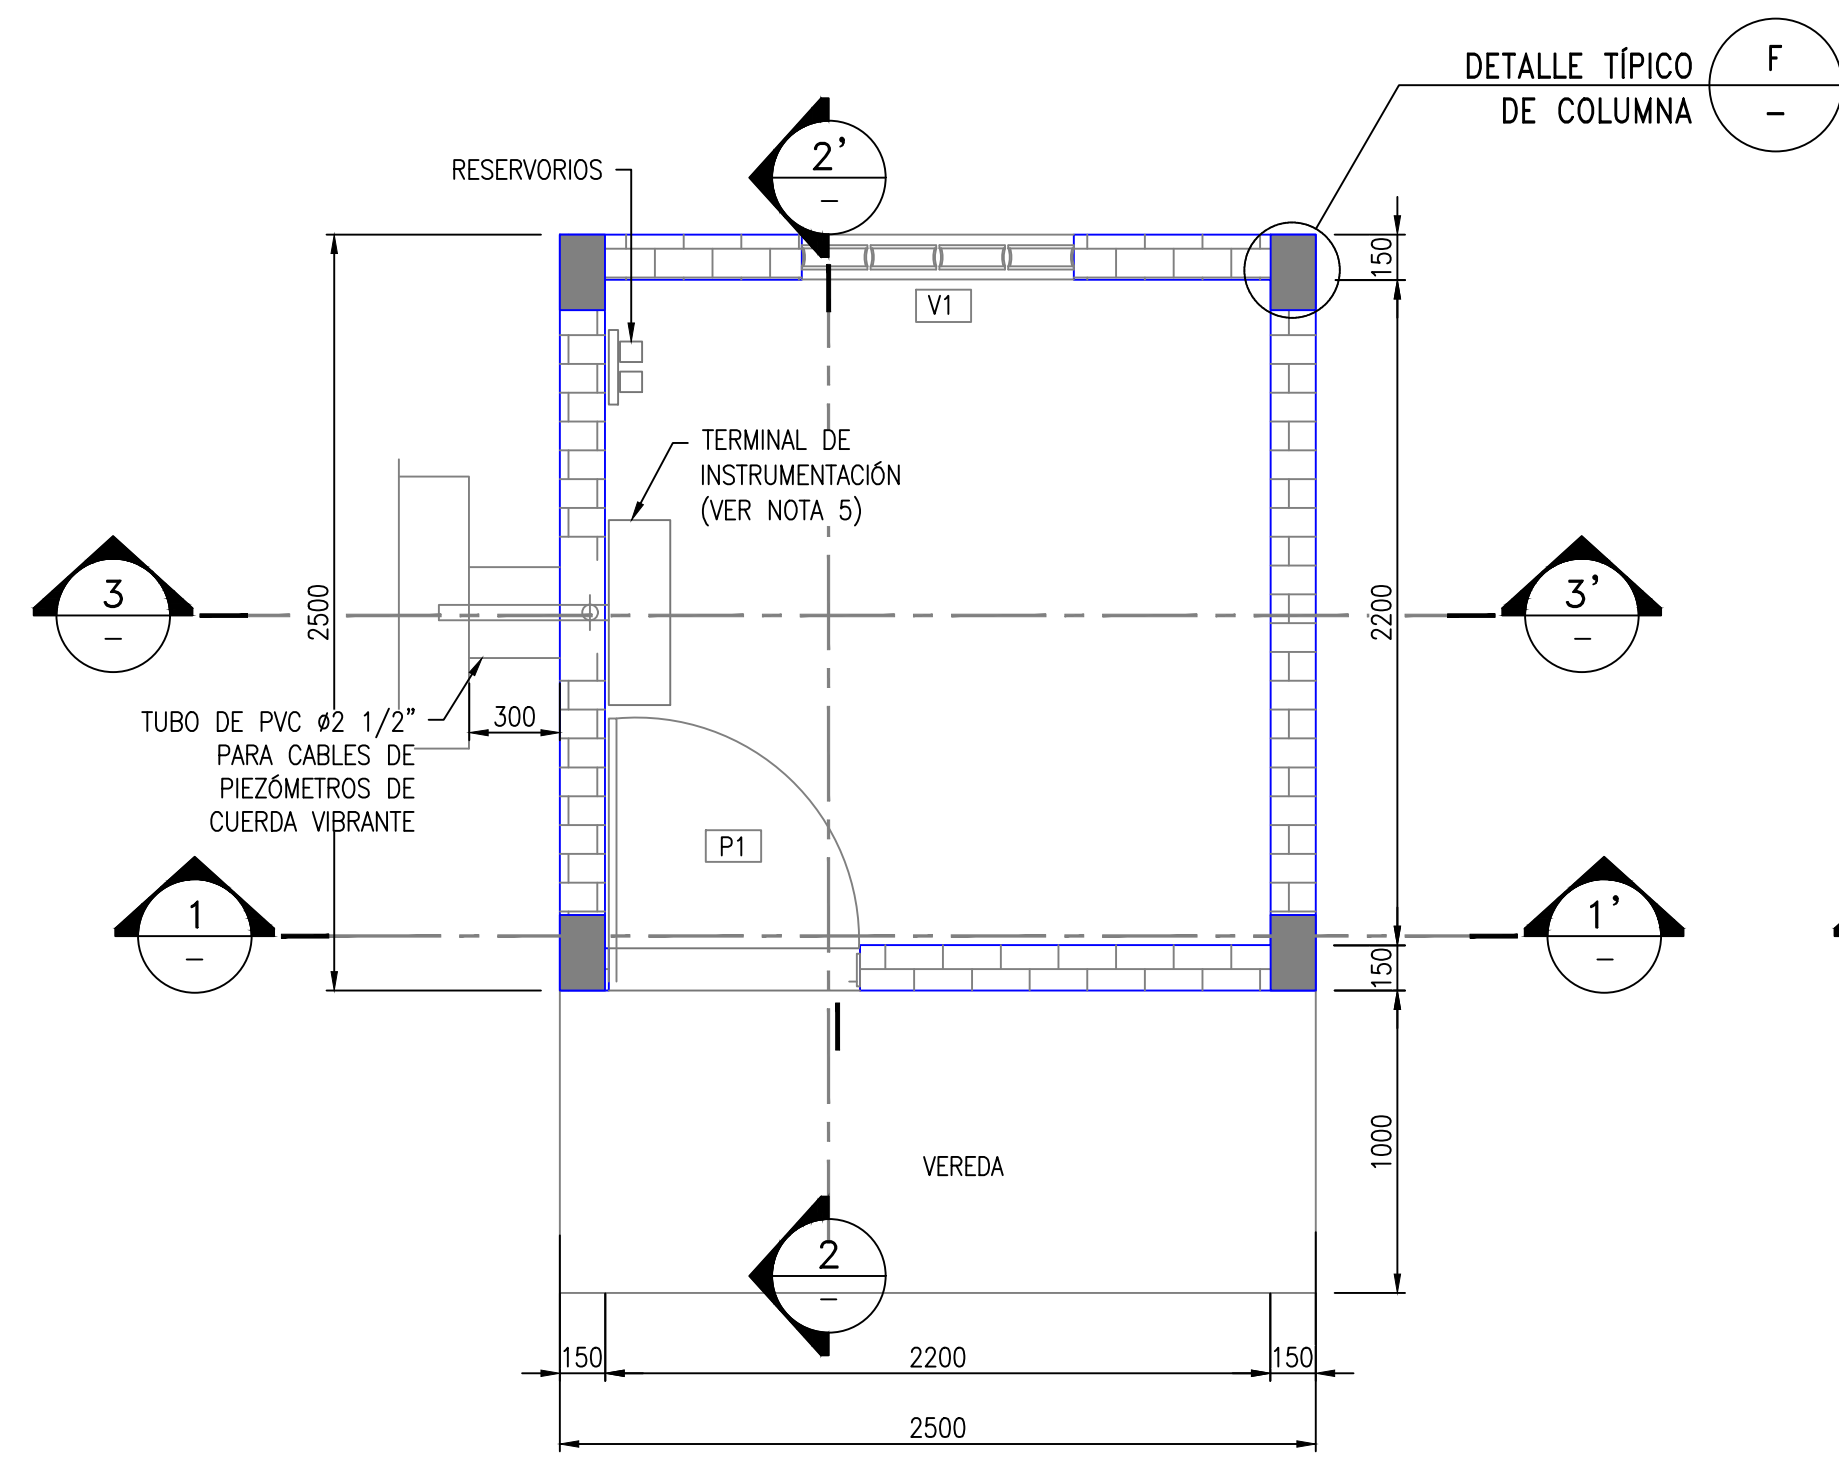 DETALLE TÍPICO
DE COLUMNA
F
-
2'
-
RESERVORIOS
150
V1
TERMINAL DE
INSTRUMENTACIÓN
(VER NOTA 5)
3
-
2500
2200
3'
-
TUBO DE PVC ø2 1/2"
PARA CABLES DE
PIEZÓMETROS DE
CUERDA VIBRANTE
300
P1
1
-
1'
-
150
1000
VEREDA
2
-
150
2200
150
2500